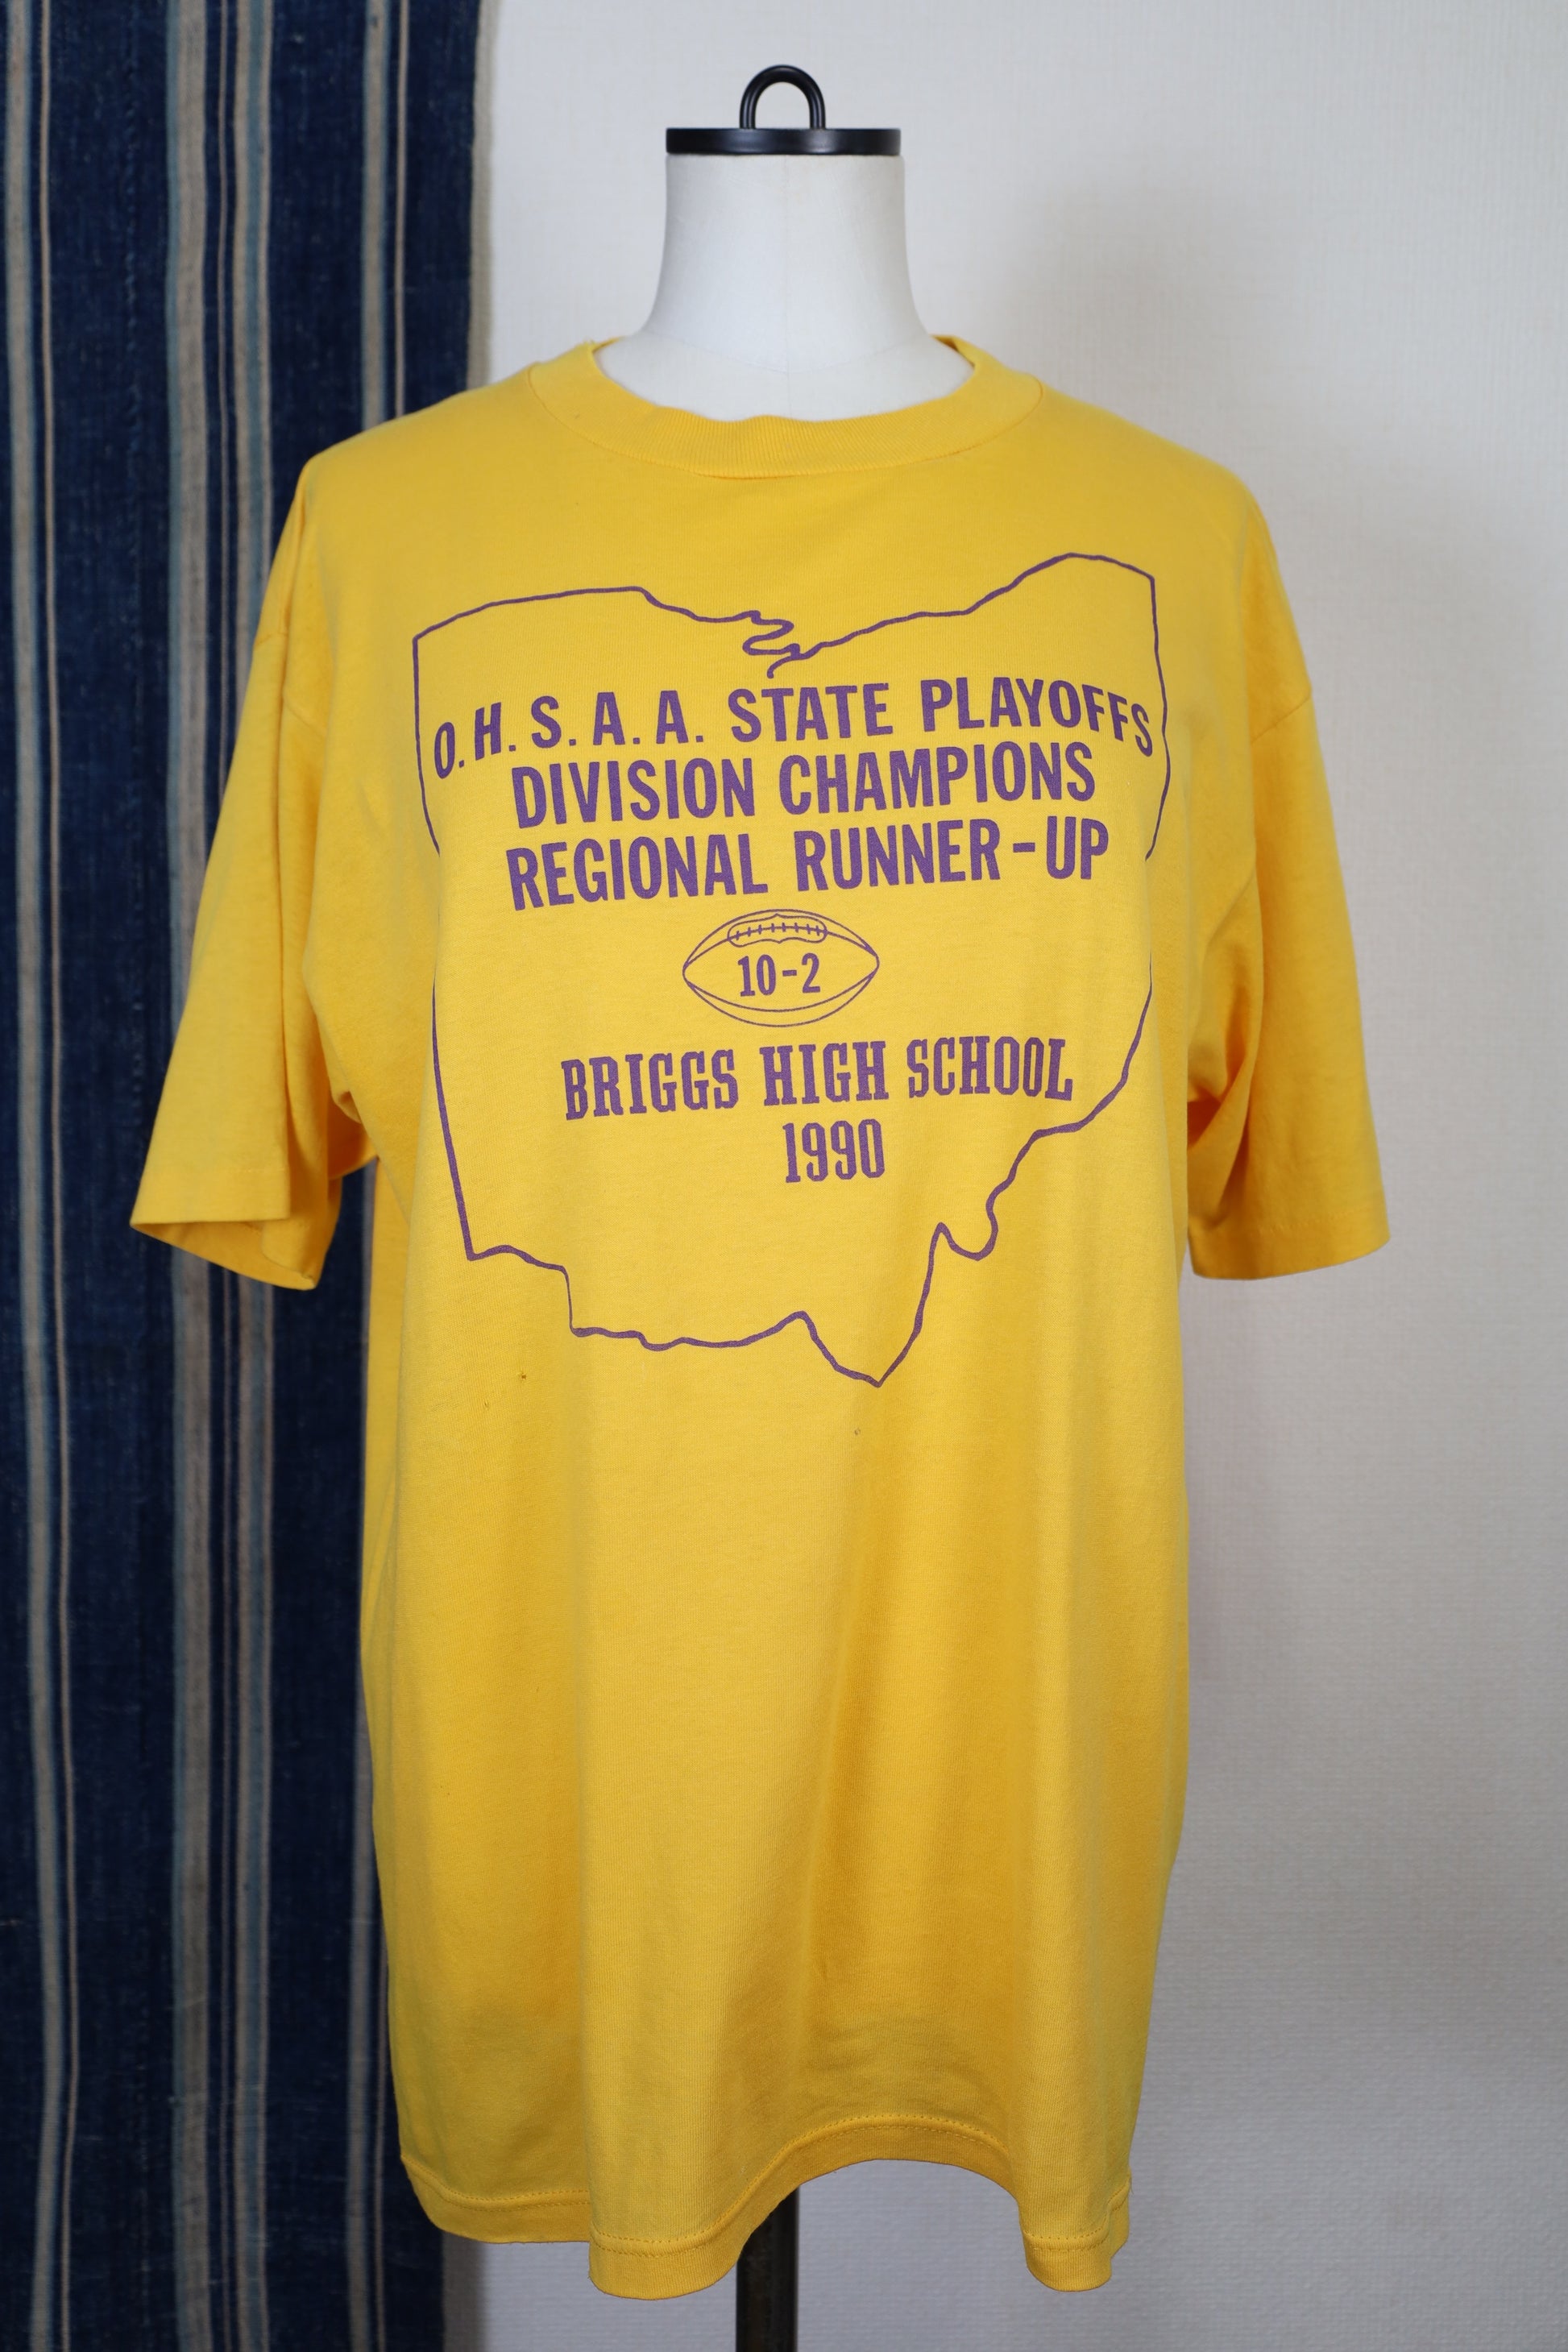 O.H.S.A.A. STATE PLAYOFFS
DIVISION CHAMPIONS
REGIONAL RUNNER-UP
10-2
BRIGGS HIGH SCHOOL
1990